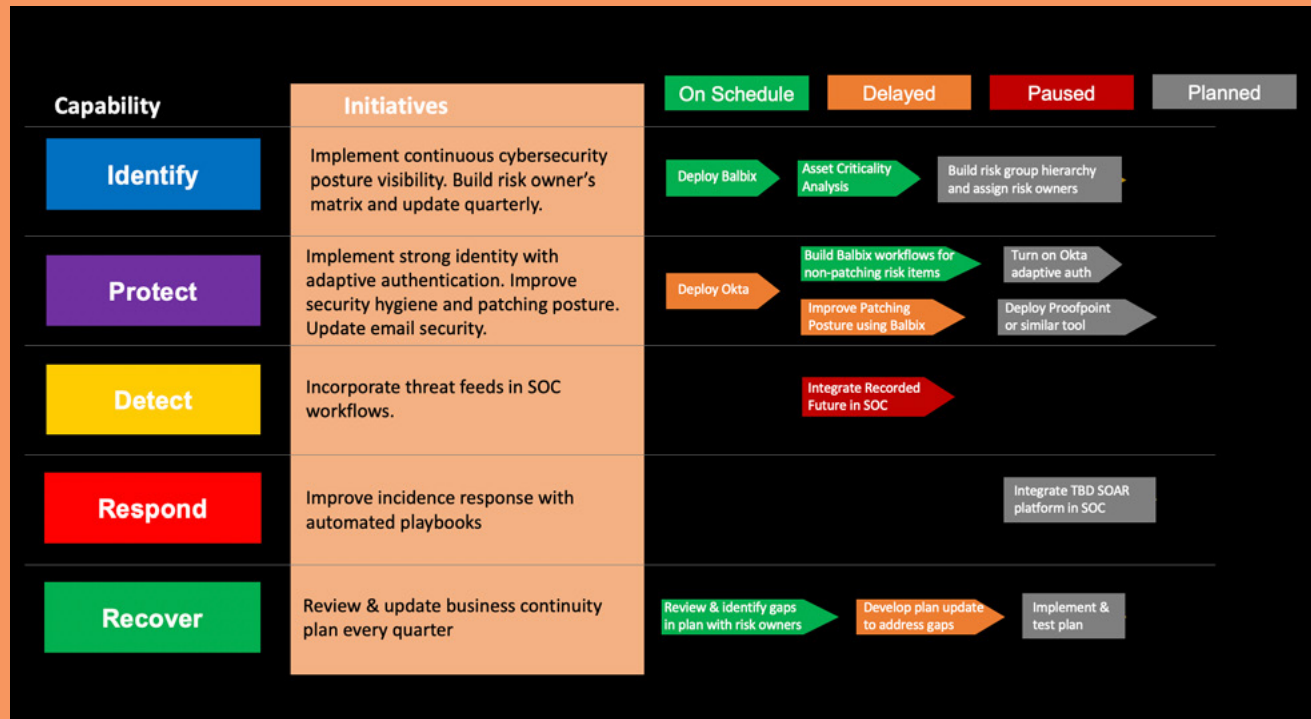 Capability
Initiatives
On Schedule
Delayed
Paused
Planned
Identify
Implement continuous cybersecurity
posture visibility. Build risk owner's
matrix and update quarterly.
Deploy Balbix
Asset Criticality
Analysis
Build risk group hierarchy
and assign risk owners
Protect
Implement strong identity with
adaptive authentication. Improve
security hygiene and patching posture.
Update email security.
Deploy Okta
Build Balbix workflows for
non-patching risk items
Turn on Okta
adaptive auth
Improve Patching
Posture using Balbix
Deploy Proofpoint
or similar tool
Detect
Incorporate threat feeds in SOC
workflows.
Integrate Recorded
Future in SOC
Respond
Improve incidence response with
automated playbooks
Integrate TBD SOAR
platform in SOC
Recover
Review & update business continuity
plan every quarter
Review & identify gaps
in plan with risk owners
Develop plan update
to address gaps
Implement &
test plan